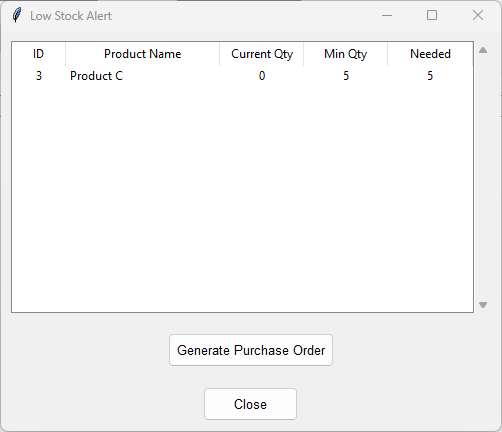 Low Stock Alert
ID Product Name Current Qty Min Qty Needed
3 Product C 0 5 5
Generate Purchase Order
Close